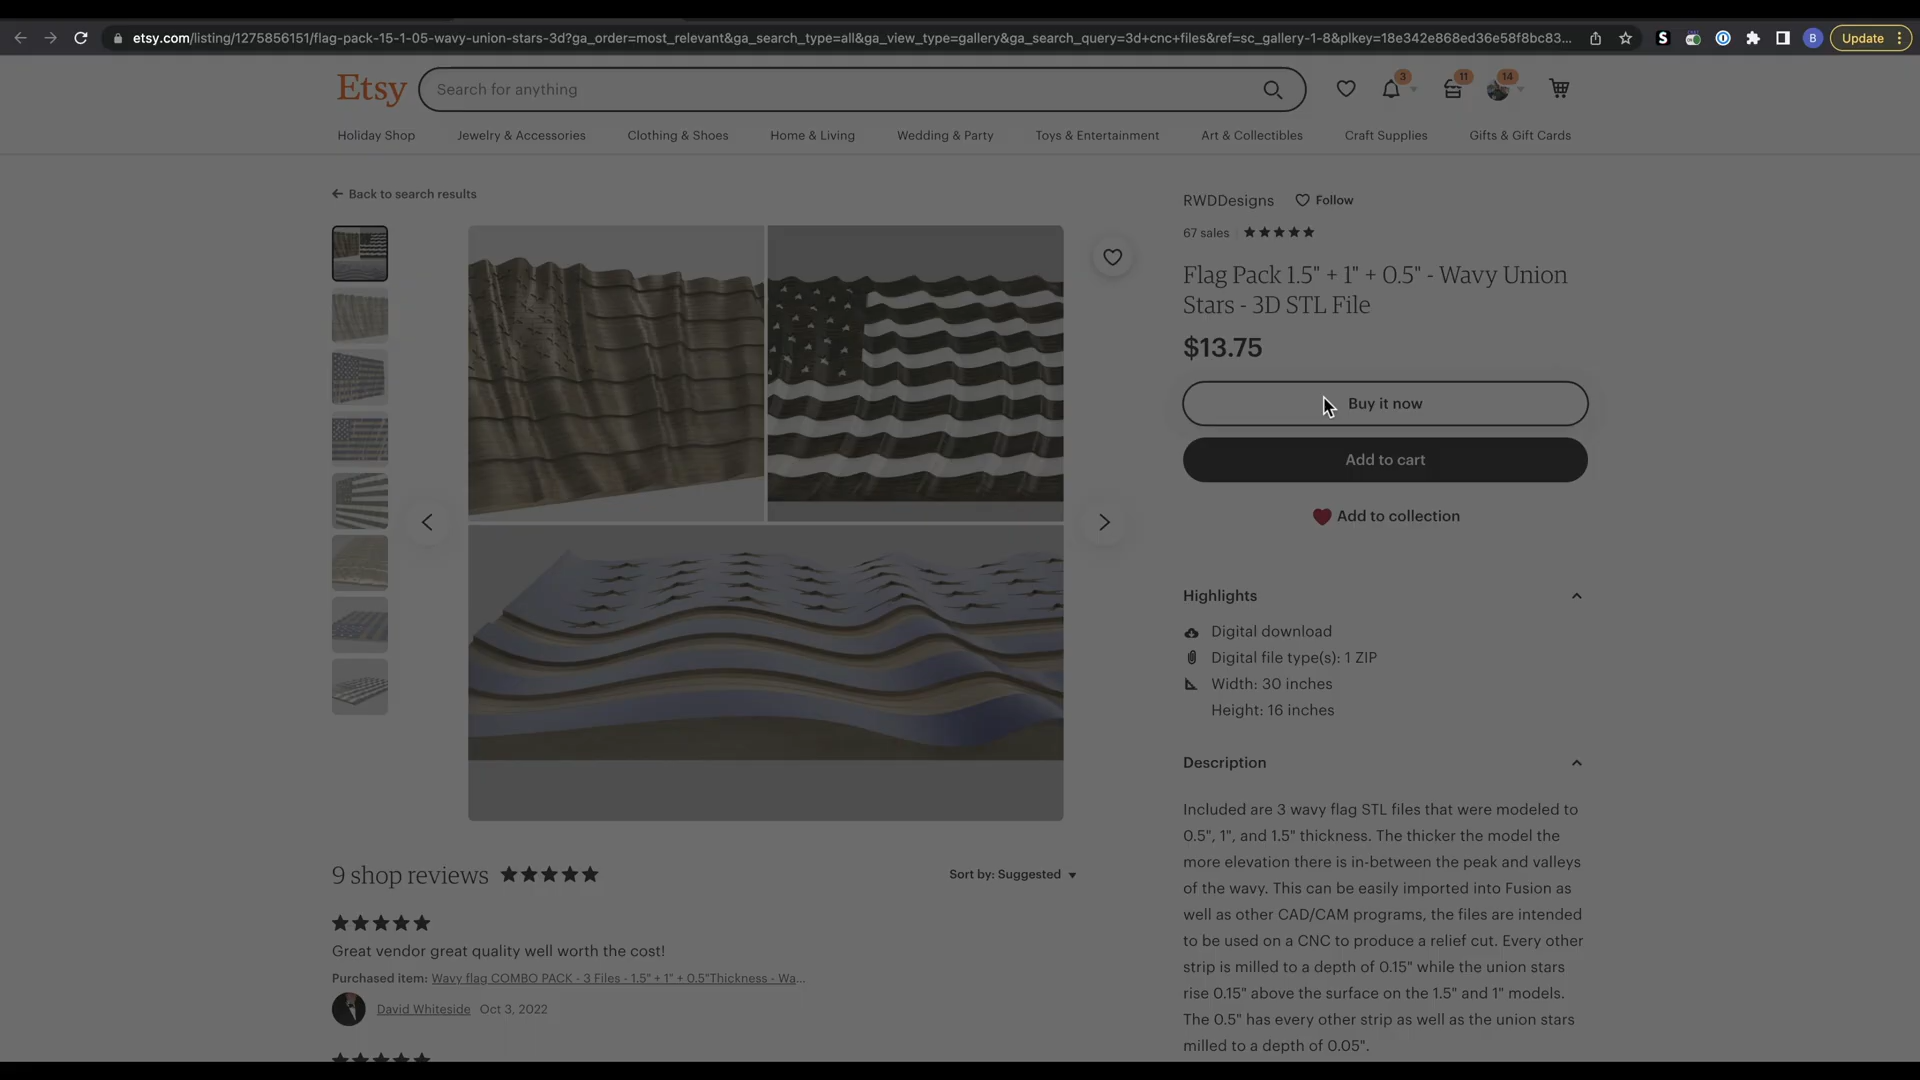 etsy.com/listing/1275856151/flag-pack-15-1-05-wavy-union-stars-3d?ga_order=most_relevant&ga_search_type=all&ga_view_type=gallery&ga_search_query=3d+cnc+files&ref=sc_gallery-1-8&plkey=18e342e868ed36e58f8bc83...
S
B
Update
Etsy
Search for anything
3
11
14
Holiday Shop
Jewelry & Accessories
Clothing & Shoes
Home & Living
Wedding & Party
Toys & Entertainment
Art & Collectibles
Craft Supplies
Gifts & Gift Cards
Back to search results
RWDDesigns
Follow
67 sales
Flag Pack 1.5" + 1" + 0.5" - Wavy Union
Stars - 3D STL File
$13.75
Buy it now
Add to cart
Add to collection
Highlights
Digital download
Digital file type(s): 1 ZIP
Width: 30 inches
Height: 16 inches
Description
Included are 3 wavy flag STL files that were modeled to
0.5", 1", and 1.5" thickness. The thicker the model the
more elevation there is in-between the peak and valleys
of the wavy. This can be easily imported into Fusion as
well as other CAD/CAM programs, the files are intended
to be used on a CNC to produce a relief cut. Every other
strip is milled to a depth of 0.15" while the union stars
rise 0.15" above the surface on the 1.5" and 1" models.
The 0.5" has every other strip as well as the union stars
milled to a depth of 0.05".
9 shop reviews
Sort by: Suggested
Great vendor great quality well worth the cost!
Purchased item: Wavy flag COMBO PACK - 3 Files - 1.5" + 1" + 0.5"Thickness - Wa...
David Whiteside Oct 3, 2022